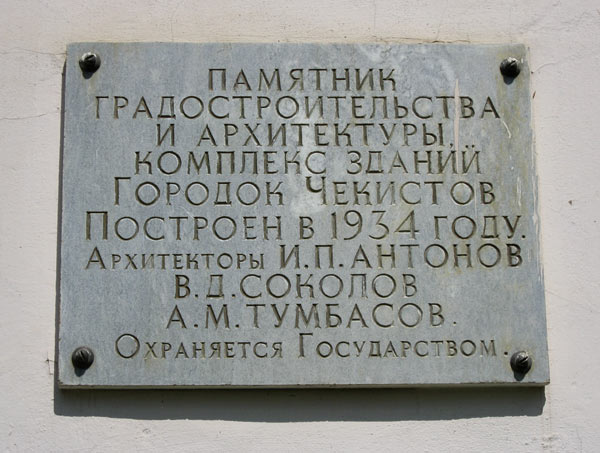 ПАМЯТНИК
ГРАДОСТРОИТЕЛЬСТВА
И АРХИТЕКТУРЫ,
КОМПЛЕКС ЗДАНИЙ
ГОРОДОК ЧЕКИСТОВ
ПОСТРОЕН В 1934 ГОДУ.
АРХИТЕКТОРЫ И.П.АНТОНОВ
В.Д.СОКОЛОВ
А.М.ТУМБАСОВ.
ОХРАНЯЕТСЯ ГОСУДАРСТВОМ.